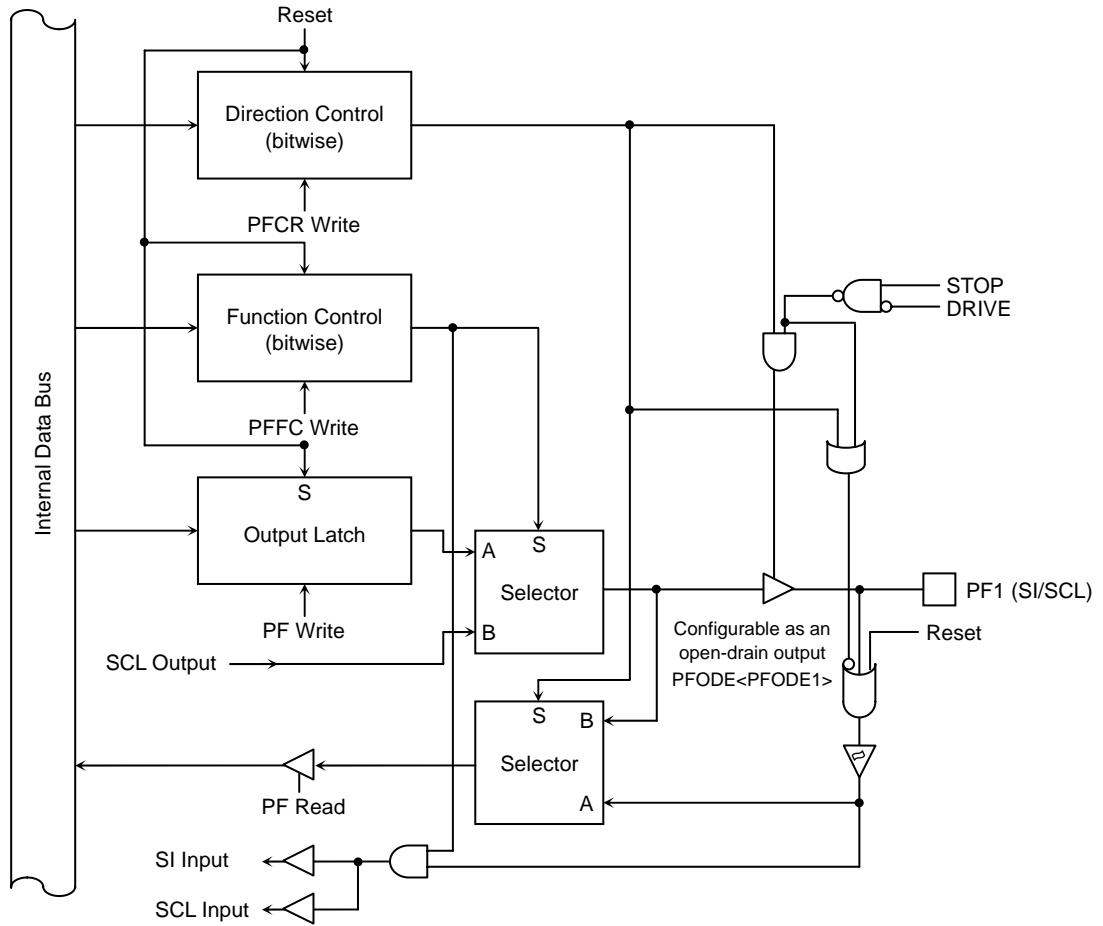 Reset
Direction Control
(bitwise)
PFCR Write
Function Control
(bitwise)
STOP
DRIVE
PFFC Write
Internal Data Bus
S
Output Latch
A
S
Selector
B
PF Write
SCL Output
PF1 (SI/SCL)
Configurable as an
open-drain output
PFODE<PFODE1>
Reset
S
B
Selector
A
PF Read
SI Input
SCL Input